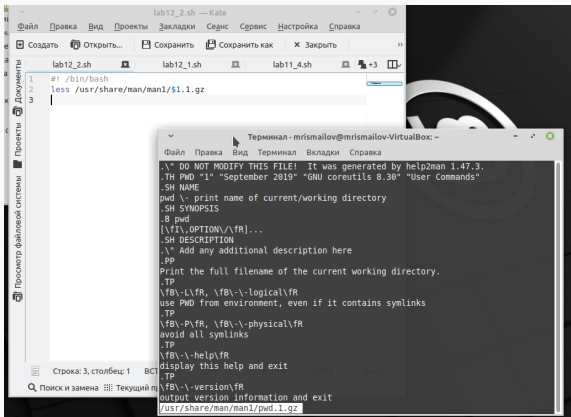 lab12_2.sh — Kate
Файл Правка Вид Проекты Закладки Сеанс Сервис Настройка Справка
Создать Открыть... Сохранить Сохранить как Закрыть »
lab12_2.sh lab12_1.sh lab11_4.sh +3
Документы
Проекты
Просмотр файловой системы
1 #! /bin/bash
2 less /usr/share/man/man1/$1.1.gz
3
Терминал - mrismailov@mrismailov-VirtualBox: ~
Файл Правка Вид Терминал Вкладки Справка
.\" DO NOT MODIFY THIS FILE!  It was generated by help2man 1.47.3.
.TH PWD "1" "September 2019" "GNU coreutils 8.30" "User Commands"
.SH NAME
pwd \- print name of current/working directory
.SH SYNOPSIS
.B pwd
[\fI\,OPTION\/\fR]...
.SH DESCRIPTION
.\" Add any additional description here
.PP
Print the full filename of the current working directory.
.TP
\fB\-L\fR, \fB\-\-logical\fR
use PWD from environment, even if it contains symlinks
.TP
\fB\-P\fR, \fB\-\-physical\fR
avoid all symlinks
.TP
\fB\-\-help\fR
display this help and exit
.TP
\fB\-\-version\fR
output version information and exit
/usr/share/man/man1/pwd.1.gz
Строка: 3, столбец: 1
Поиск и замена Текущий